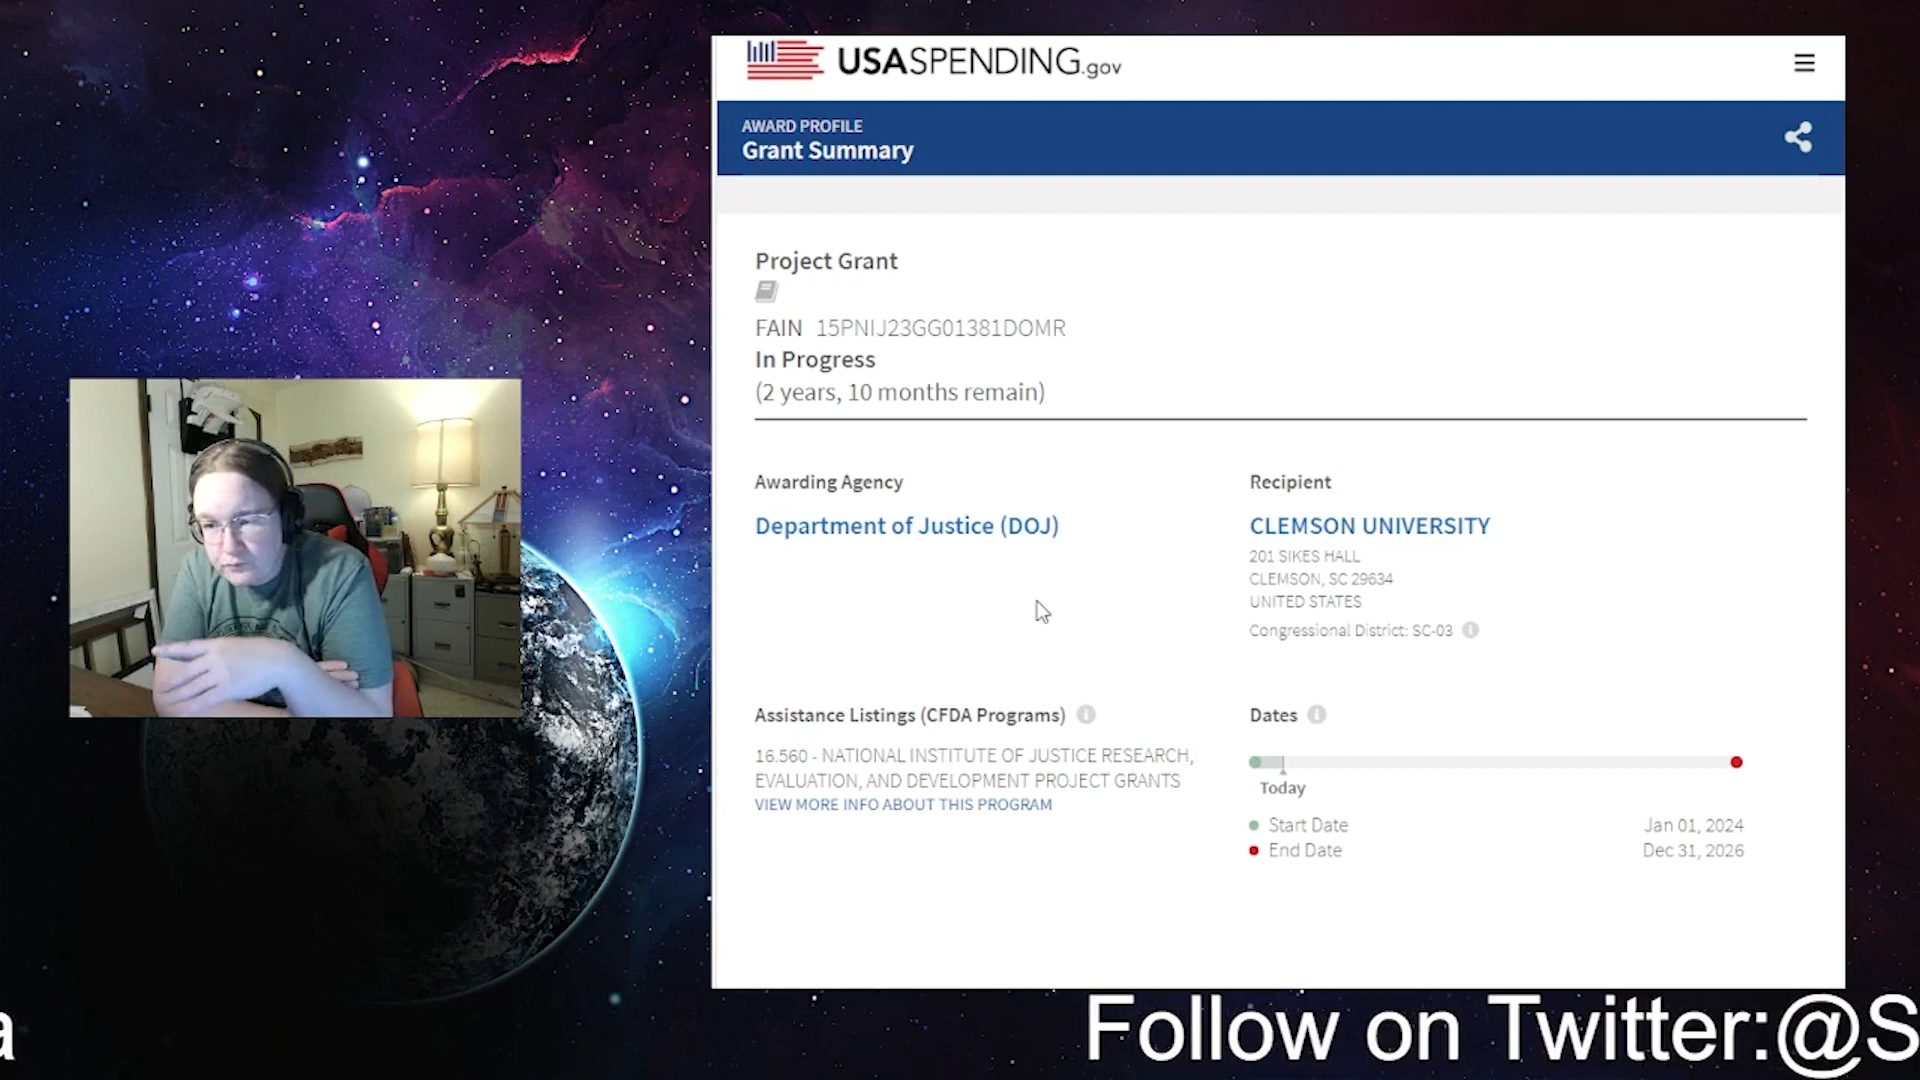 USASPENDING.gov
AWARD PROFILE
Grant Summary
Project Grant
FAIN 15PNIJ23GG01381DOMR
In Progress
(2 years, 10 months remain)
Awarding Agency
Department of Justice (DOJ)
Recipient
CLEMSON UNIVERSITY
201 SIKES HALL
CLEMSON, SC 29634
UNITED STATES
Congressional District: SC-03
Assistance Listings (CFDA Programs)
16.560 - NATIONAL INSTITUTE OF JUSTICE RESEARCH,
EVALUATION, AND DEVELOPMENT PROJECT GRANTS
VIEW MORE INFO ABOUT THIS PROGRAM
Dates
Today
Start Date Jan 01, 2024
End Date Dec 31, 2026
a Follow on Twitter:@S